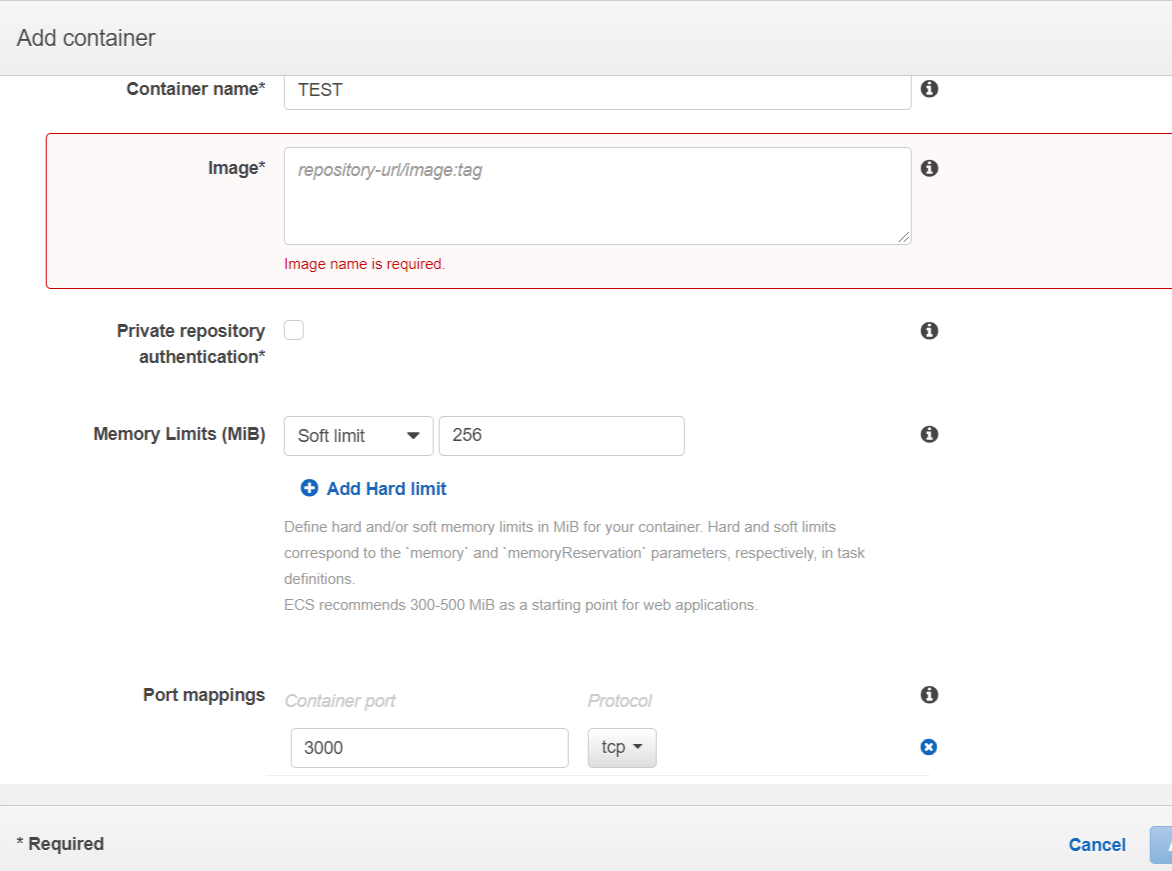 Add container
Container name*
TEST
Image*
repository-url/image:tag
Image name is required.
Private repository
authentication*
Memory Limits (MiB)
Soft limit
256
Add Hard limit
Define hard and/or soft memory limits in MiB for your container. Hard and soft limits
correspond to the `memory` and `memoryReservation` parameters, respectively, in task
definitions.
ECS recommends 300-500 MiB as a starting point for web applications.
Port mappings
Container port
Protocol
3000
tcp
* Required
Cancel